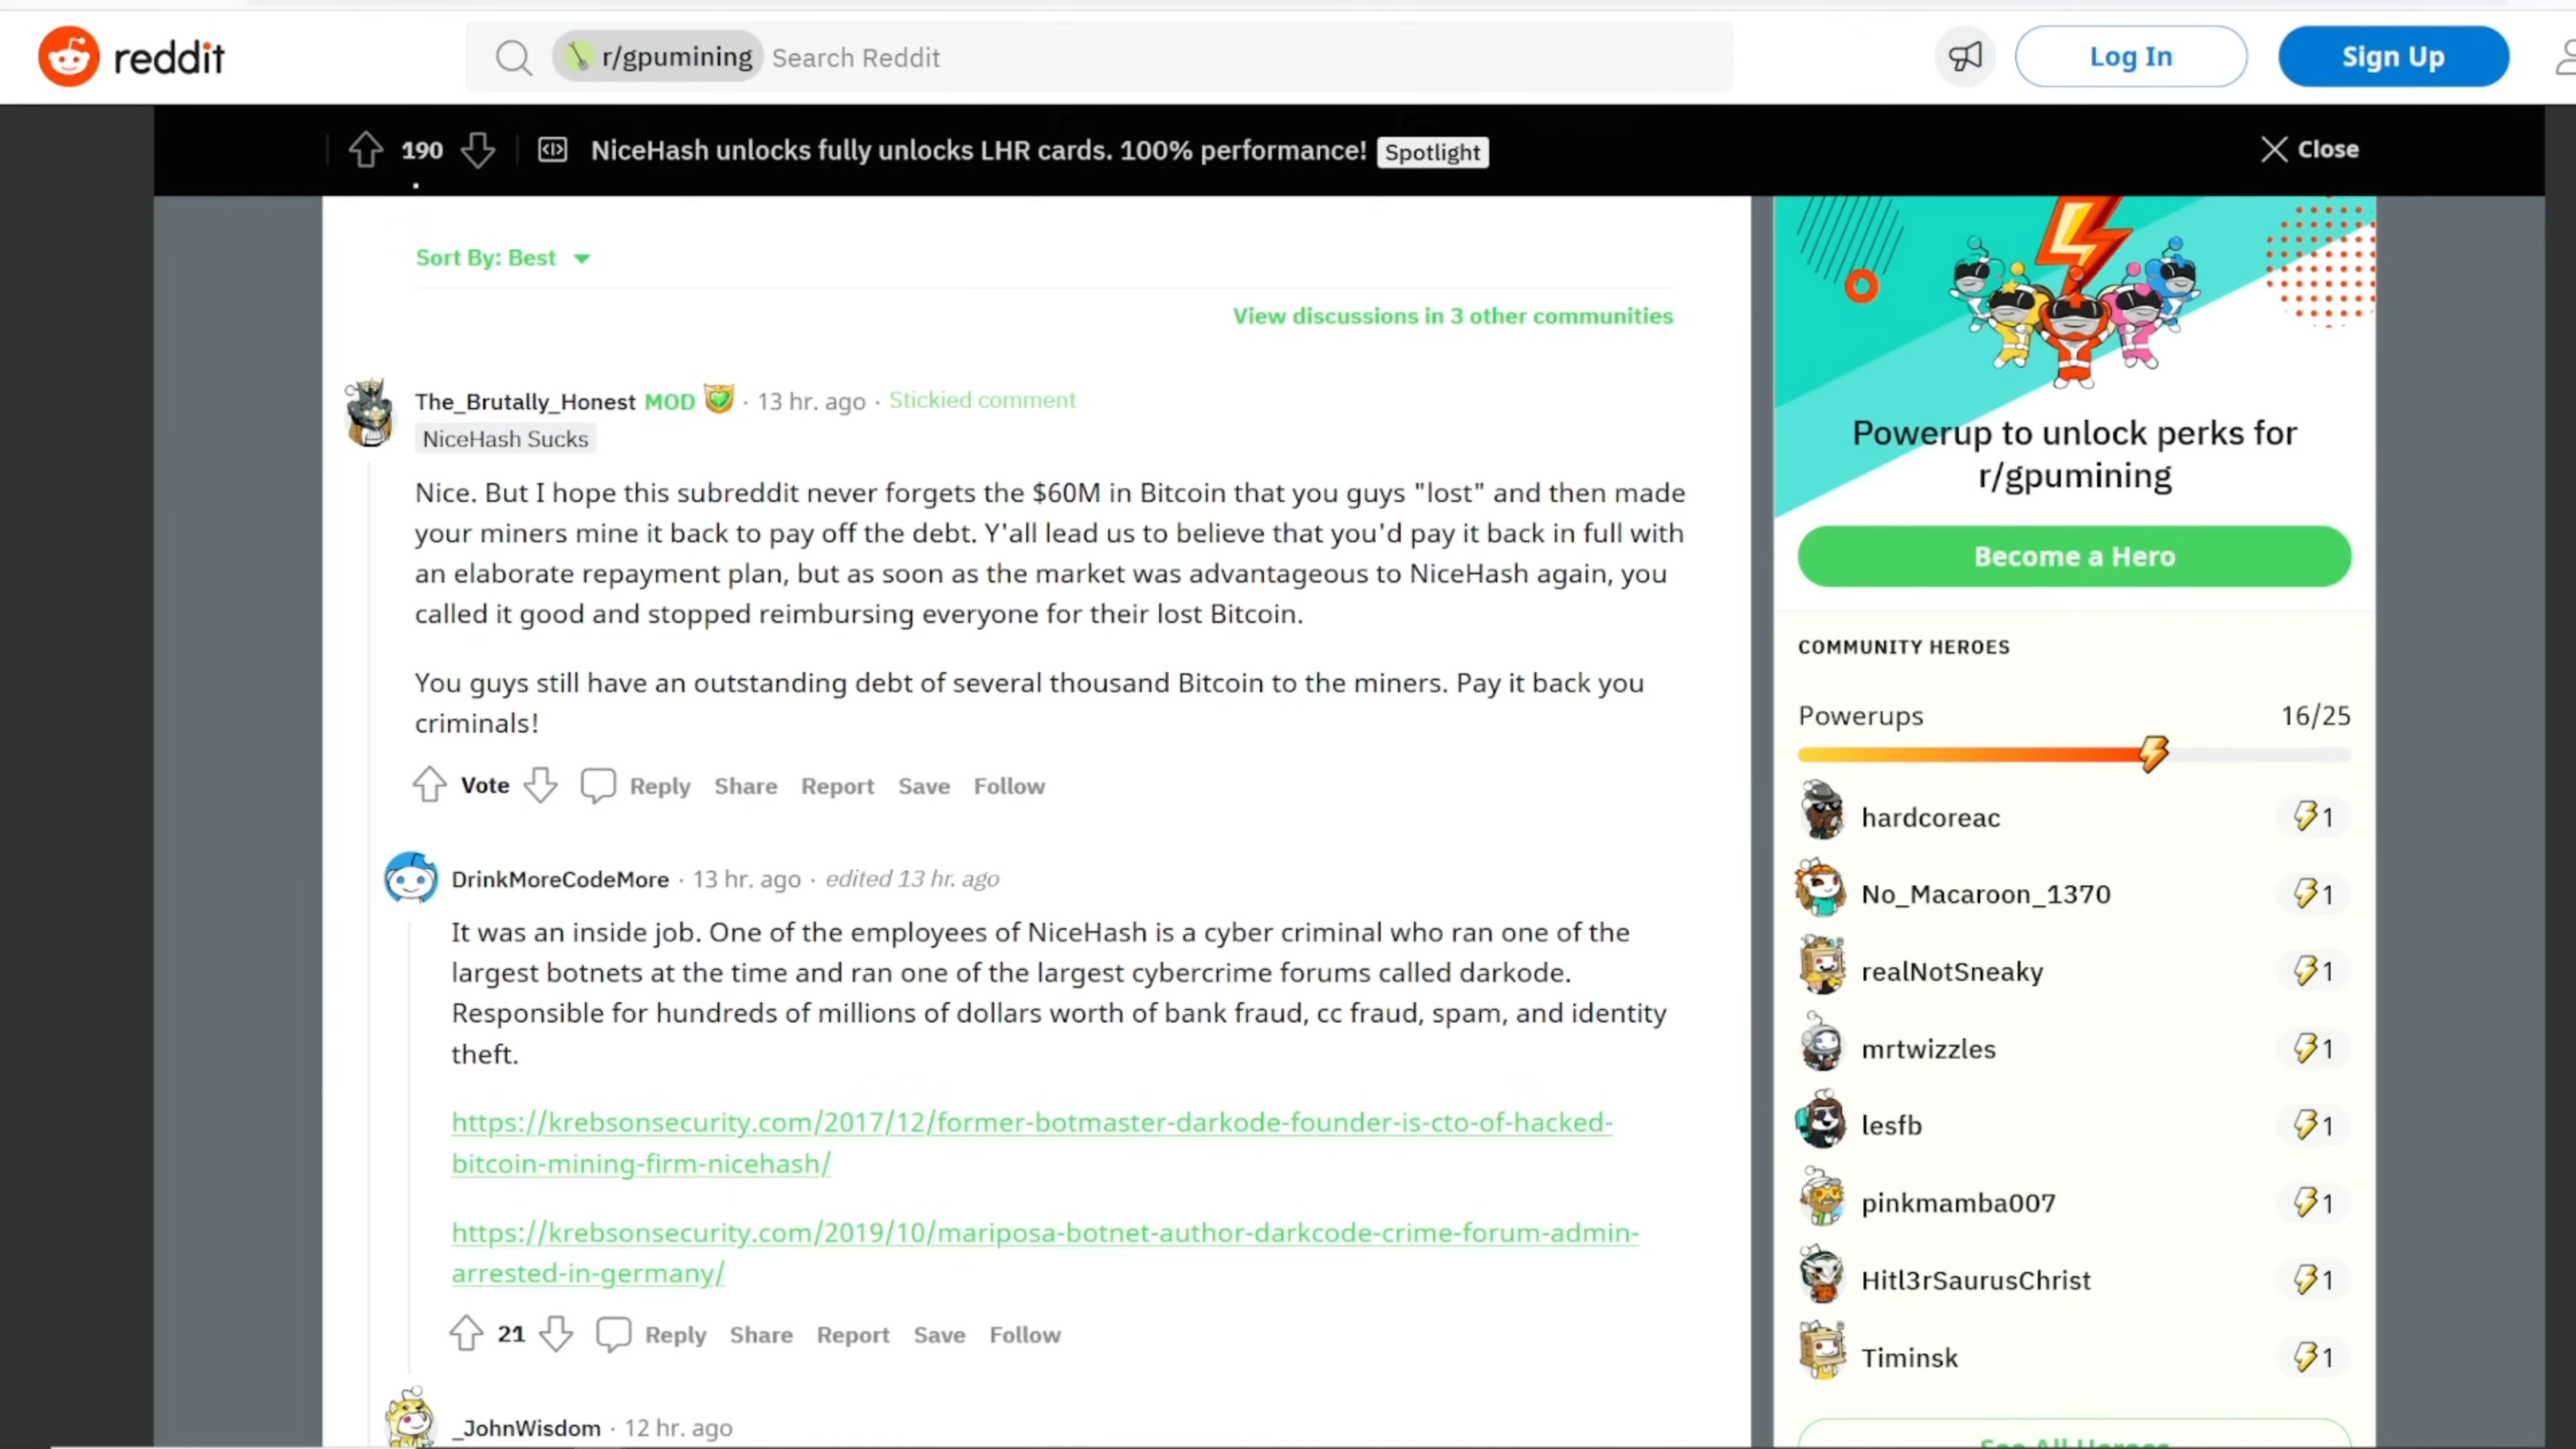 reddit
r/gpumining Search Reddit
Log In
Sign Up
190
NiceHash unlocks fully unlocks LHR cards. 100% performance! Spotlight
Close
Sort By: Best
View discussions in 3 other communities
The_Brutally_Honest MOD · 13 hr. ago · Stickied comment
NiceHash Sucks
Nice. But I hope this subreddit never forgets the $60M in Bitcoin that you guys "lost" and then made
your miners mine it back to pay off the debt. Y'all lead us to believe that you'd pay it back in full with
an elaborate repayment plan, but as soon as the market was advantageous to NiceHash again, you
called it good and stopped reimbursing everyone for their lost Bitcoin.
You guys still have an outstanding debt of several thousand Bitcoin to the miners. Pay it back you
criminals!
Vote Reply Share Report Save Follow
DrinkMoreCodeMore · 13 hr. ago · edited 13 hr. ago
It was an inside job. One of the employees of NiceHash is a cyber criminal who ran one of the
largest botnets at the time and ran one of the largest cybercrime forums called darkode.
Responsible for hundreds of millions of dollars worth of bank fraud, cc fraud, spam, and identity
theft.
https://krebsonsecurity.com/2017/12/former-botmaster-darkode-founder-is-cto-of-hacked-
bitcoin-mining-firm-nicehash/
https://krebsonsecurity.com/2019/10/mariposa-botnet-author-darkcode-crime-forum-admin-
arrested-in-germany/
21 Reply Share Report Save Follow
_JohnWisdom · 12 hr. ago
Powerup to unlock perks for
r/gpumining
Become a Hero
COMMUNITY HEROES
Powerups 16/25
hardcoreac 1
No_Macaroon_1370 1
realNotSneaky 1
mrtwizzles 1
lesfb 1
pinkmamba007 1
Hitl3rSaurusChrist 1
Timinsk 1
See All Heroes